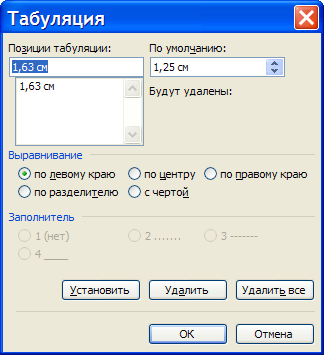 Табуляция
Позиции табуляции:
По умолчанию:
1,63 см
1,25 см
1,63 см
Будут удалены:
Выравнивание
по левому краю
по центру
по правому краю
по разделителю
с чертой
Заполнитель
1 (нет)
2 .......
3 -------
4 ____
Установить
Удалить
Удалить все
ОК
Отмена